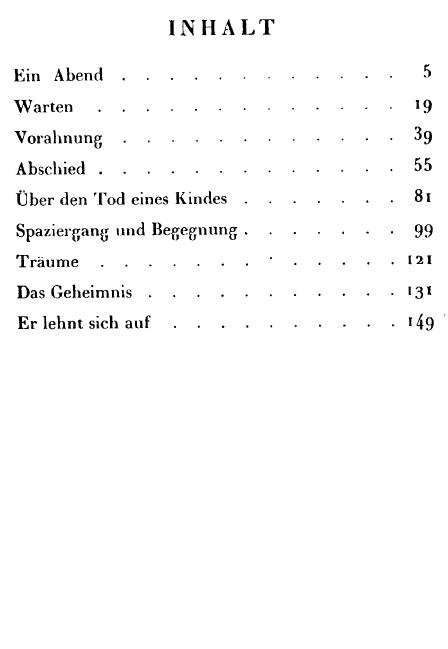 INHALT
Ein Abend . . . . . . . . . . . . 5
Warten . . . . . . . . . . . . . 19
Vorahnung . . . . . . . . . . . . 39
Abschied . . . . . . . . . . . . . 55
Über den Tod eines Kindes . . . . . . . 81
Spaziergang und Begegnung . . . . . . . 99
Träume . . . . . . . . . . . . . 121
Das Geheimnis . . . . . . . . . . . 131
Er lehnt sich auf . . . . . . . . . . 149